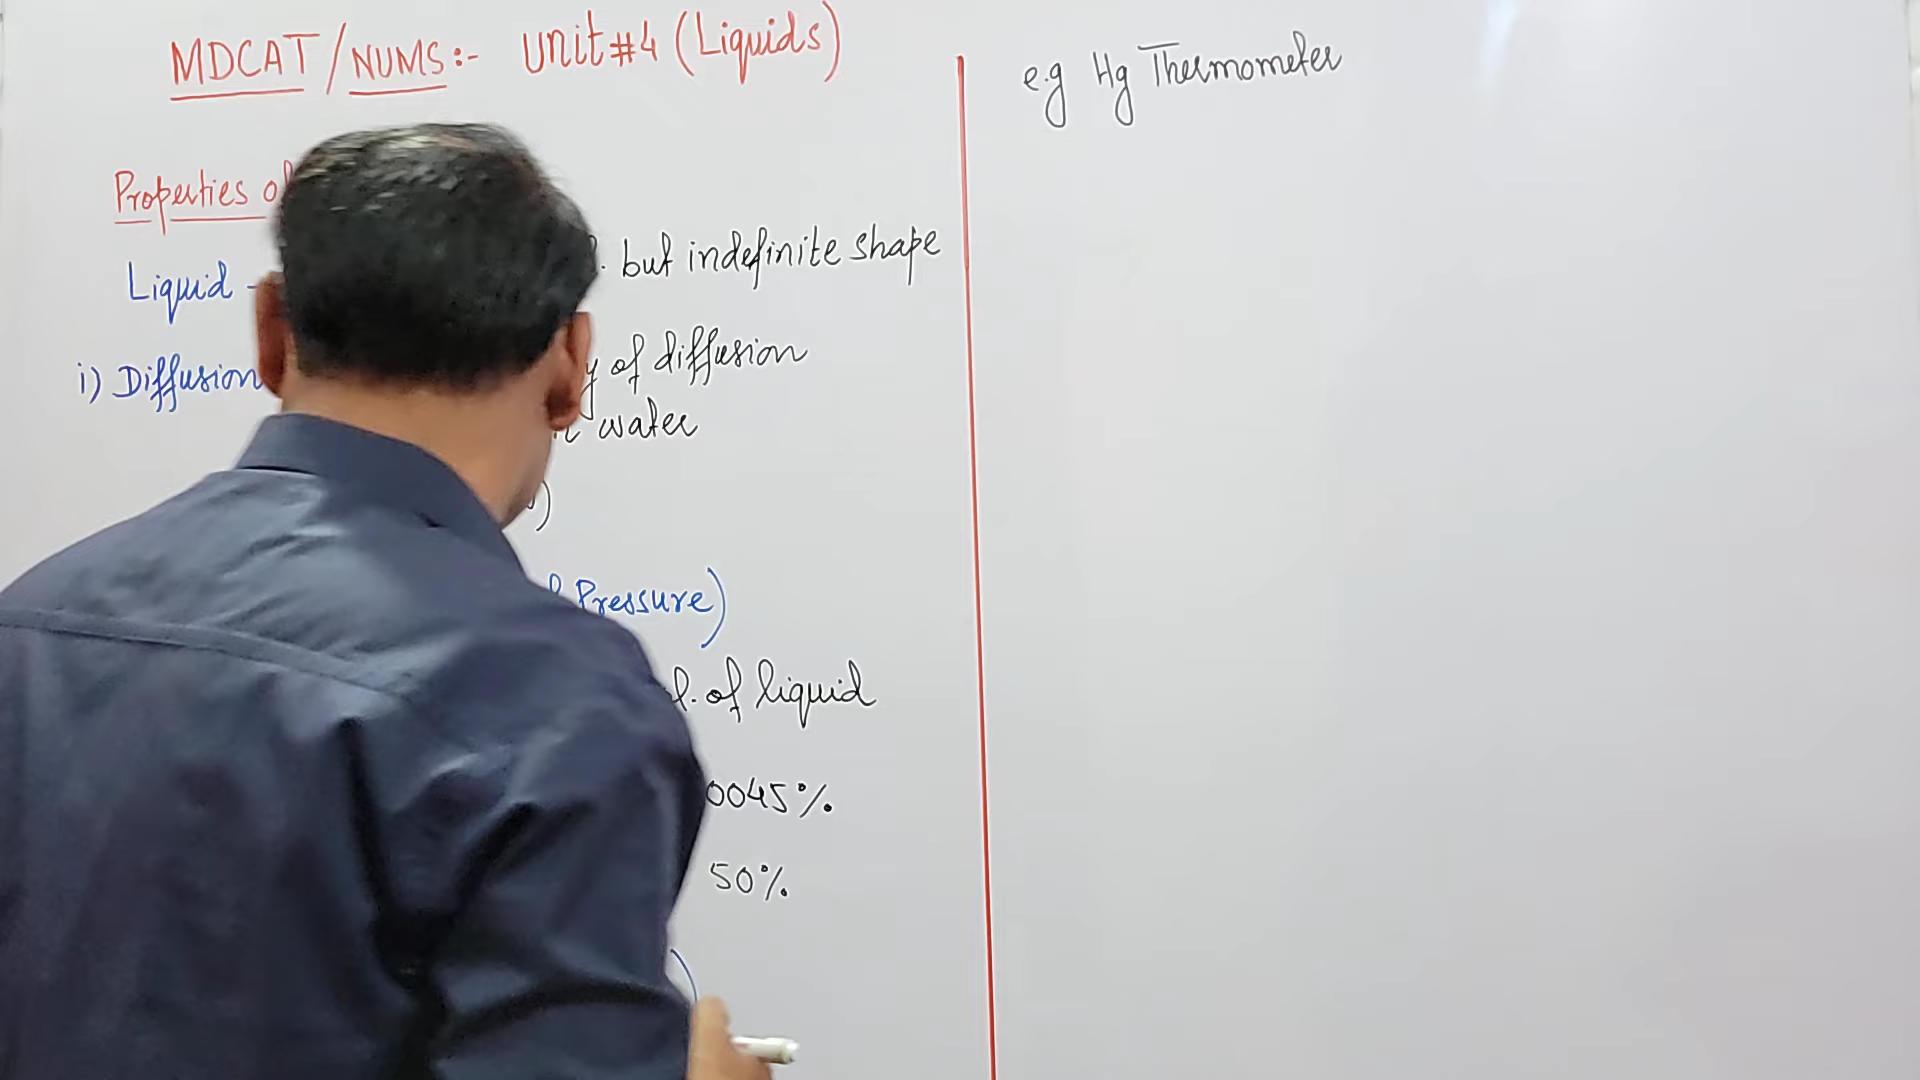 MDCAT / NUMS:- Unit #4 (Liquids)
Properties
Liquid - but indefinite shape
i) Diffusion of diffusion
water
Pressure)
of liquid
0045%
50%
e.g Hg Thermometer